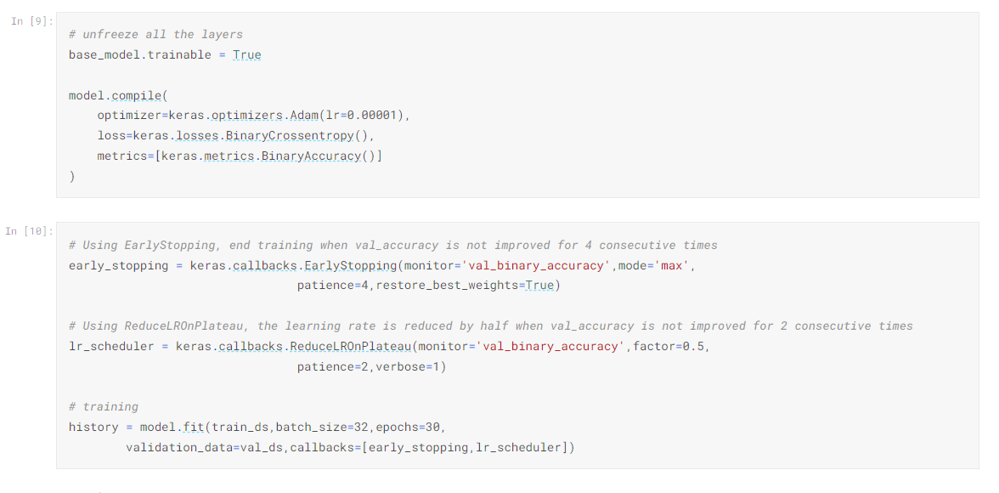 In [9]:
# unfreeze all the layers
base_model.trainable = True
model.compile(
optimizer=keras.optimizers.Adam(lr=0.00001),
loss=keras.losses.BinaryCrossentropy(),
metrics=[keras.metrics.BinaryAccuracy()]
)
In [10]:
# Using EarlyStopping, end training when val_accuracy is not improved for 4 consecutive times
early_stopping = keras.callbacks.EarlyStopping(monitor='val_binary_accuracy',mode='max',
patience=4,restore_best_weights=True)
# Using ReduceLROnPlateau, the learning rate is reduced by half when val_accuracy is not improved for 2 consecutive times
lr_scheduler = keras.callbacks.ReduceLROnPlateau(monitor='val_binary_accuracy',factor=0.5,
patience=2,verbose=1)
# training
history = model.fit(train_ds,batch_size=32,epochs=30,
validation_data=val_ds,callbacks=[early_stopping,lr_scheduler])